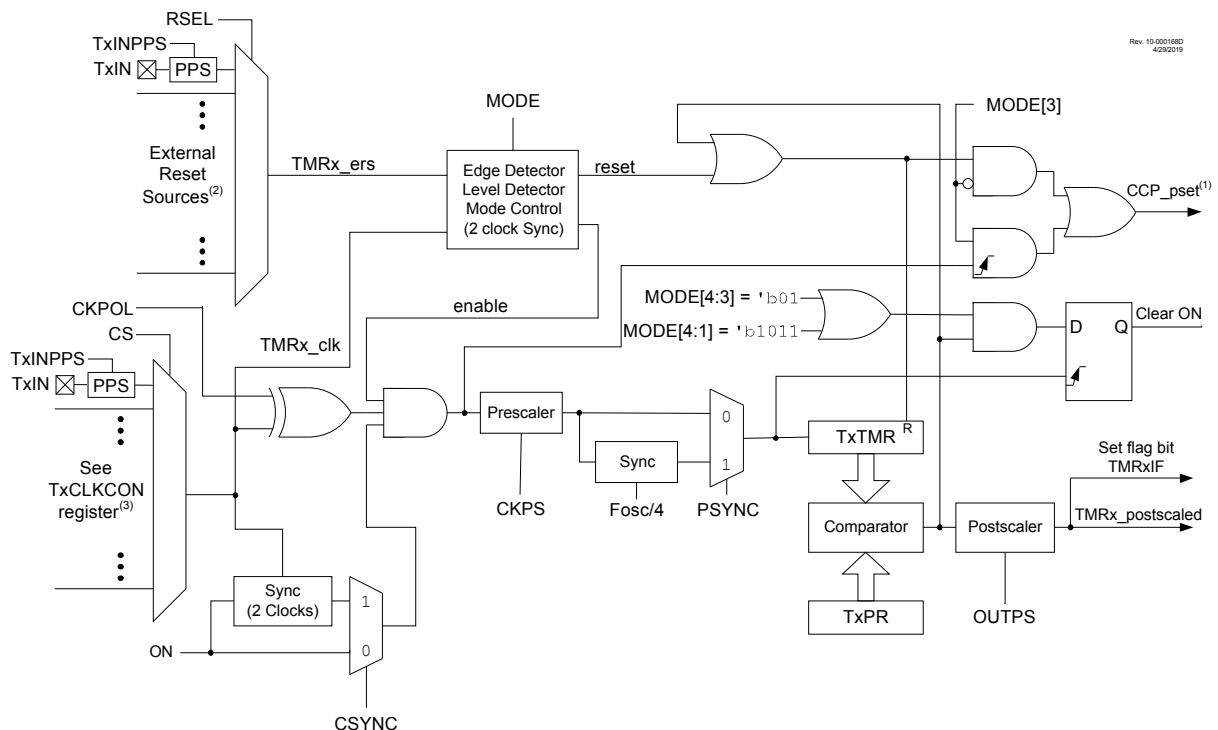 RSEL
TxINPPS
TxIN
PPS
Rev. 10-000168D
4/29/2019
MODE
MODE[3]
External
Reset
Sources(2)
TMRx_ers
Edge Detector
Level Detector
Mode Control
(2 clock Sync)
reset
CCP_pset(1)
enable
MODE[4:3] = 'b01
MODE[4:1] = 'b1011
D
Q
Clear ON
CKPOL
CS
TMRx_clk
TxINPPS
TxIN
PPS
Prescaler
0
1
Sync
TxTMR
R
See
TxCLKCON
register(3)
CKPS
Fosc/4
PSYNC
Set flag bit
TMRxIF
Comparator
Postscaler
TMRx_postscaled
Sync
(2 Clocks)
1
0
TxPR
OUTPS
ON
CSYNC